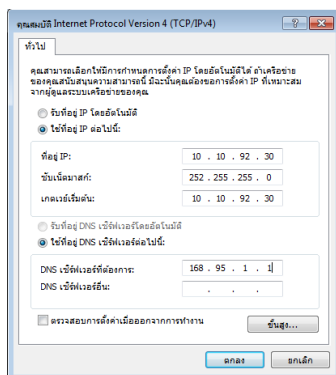 คุณสมบัติ Internet Protocol Version 4 (TCP/IPv4)
ทั่วไป
คุณสามารถเลือกให้มีการกำหนดการตั้งค่า IP โดยอัตโนมัติได้ ถ้าเครือข่าย
ของคุณสนับสนุนความสามารถนี้ มิฉะนั้นคุณต้องขอการตั้งค่า IP ที่เหมาะสม
จากผู้ดูแลระบบเครือข่ายของคุณ
รับที่อยู่ IP โดยอัตโนมัติ
ใช้ที่อยู่ IP ต่อไปนี้:
ที่อยู่ IP: 10 . 10 . 92 . 30
ซับเน็ตมาสก์: 255 . 255 . 255 . 0
เกตเวย์เริ่มต้น: 10 . 10 . 92 . 30
รับที่อยู่ DNS เซิร์ฟเวอร์โดยอัตโนมัติ
ใช้ที่อยู่ DNS เซิร์ฟเวอร์ต่อไปนี้:
DNS เซิร์ฟเวอร์ที่ต้องการ: 168 . 95 . 1 . 1
DNS เซิร์ฟเวอร์อื่น: . . .
ตรวจสอบการตั้งค่าเมื่อออกจากการทำงาน
ขั้นสูง...
ตกลง
ยกเลิก